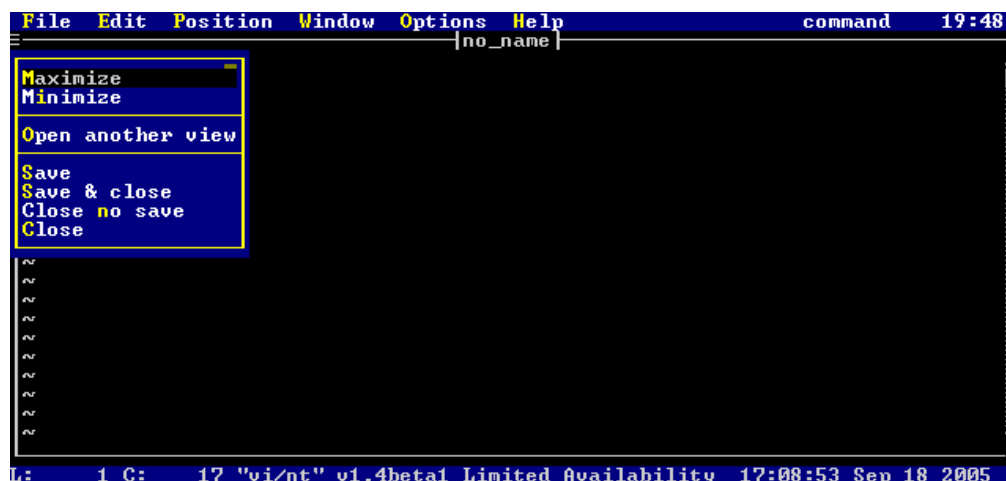 File Edit Position Window Options Help command 19:48
no_name
Maximize
Minimize
Open another view
Save
Save & close
Close no save
Close
~
~
~
~
~
~
~
~
~
~
L: 1 C: 17 "vi/nt" v1.4beta1 Limited Availability 17:08:53 Sep 18 2005